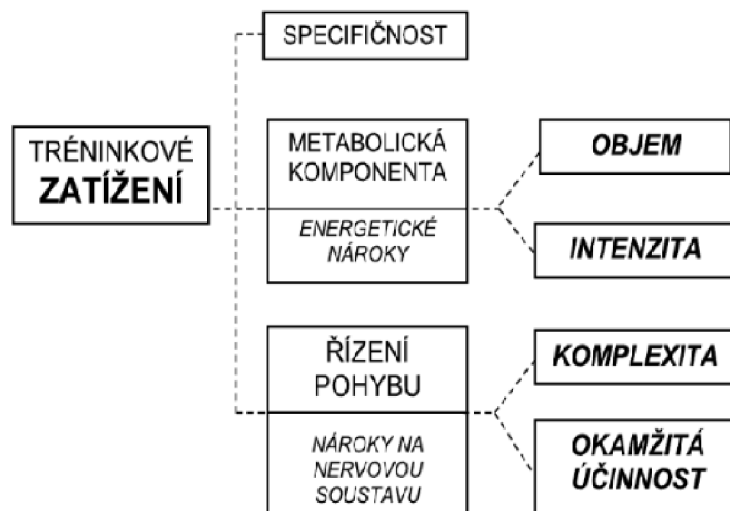 SPECIFIČNOST
TRÉNINKOVÉ
ZATÍŽENÍ
METABOLICKÁ
KOMPONENTA
ENERGETICKÉ
NÁROKY
OBJEM
INTENZITA
ŘÍZENÍ
POHYBU
NÁROKY NA
NERVOVOU
SOUSTAVU
KOMPLEXITA
OKAMŽITÁ
ÚČINNOST